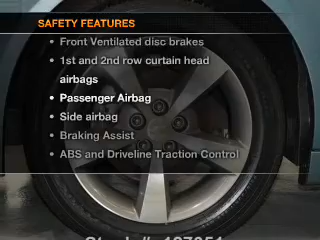 SAFETY FEATURES
• Front Ventilated disc brakes
• 1st and 2nd row curtain head
airbags
• Passenger Airbag
• Side airbag
• Braking Assist
• ABS and Driveline Traction Control